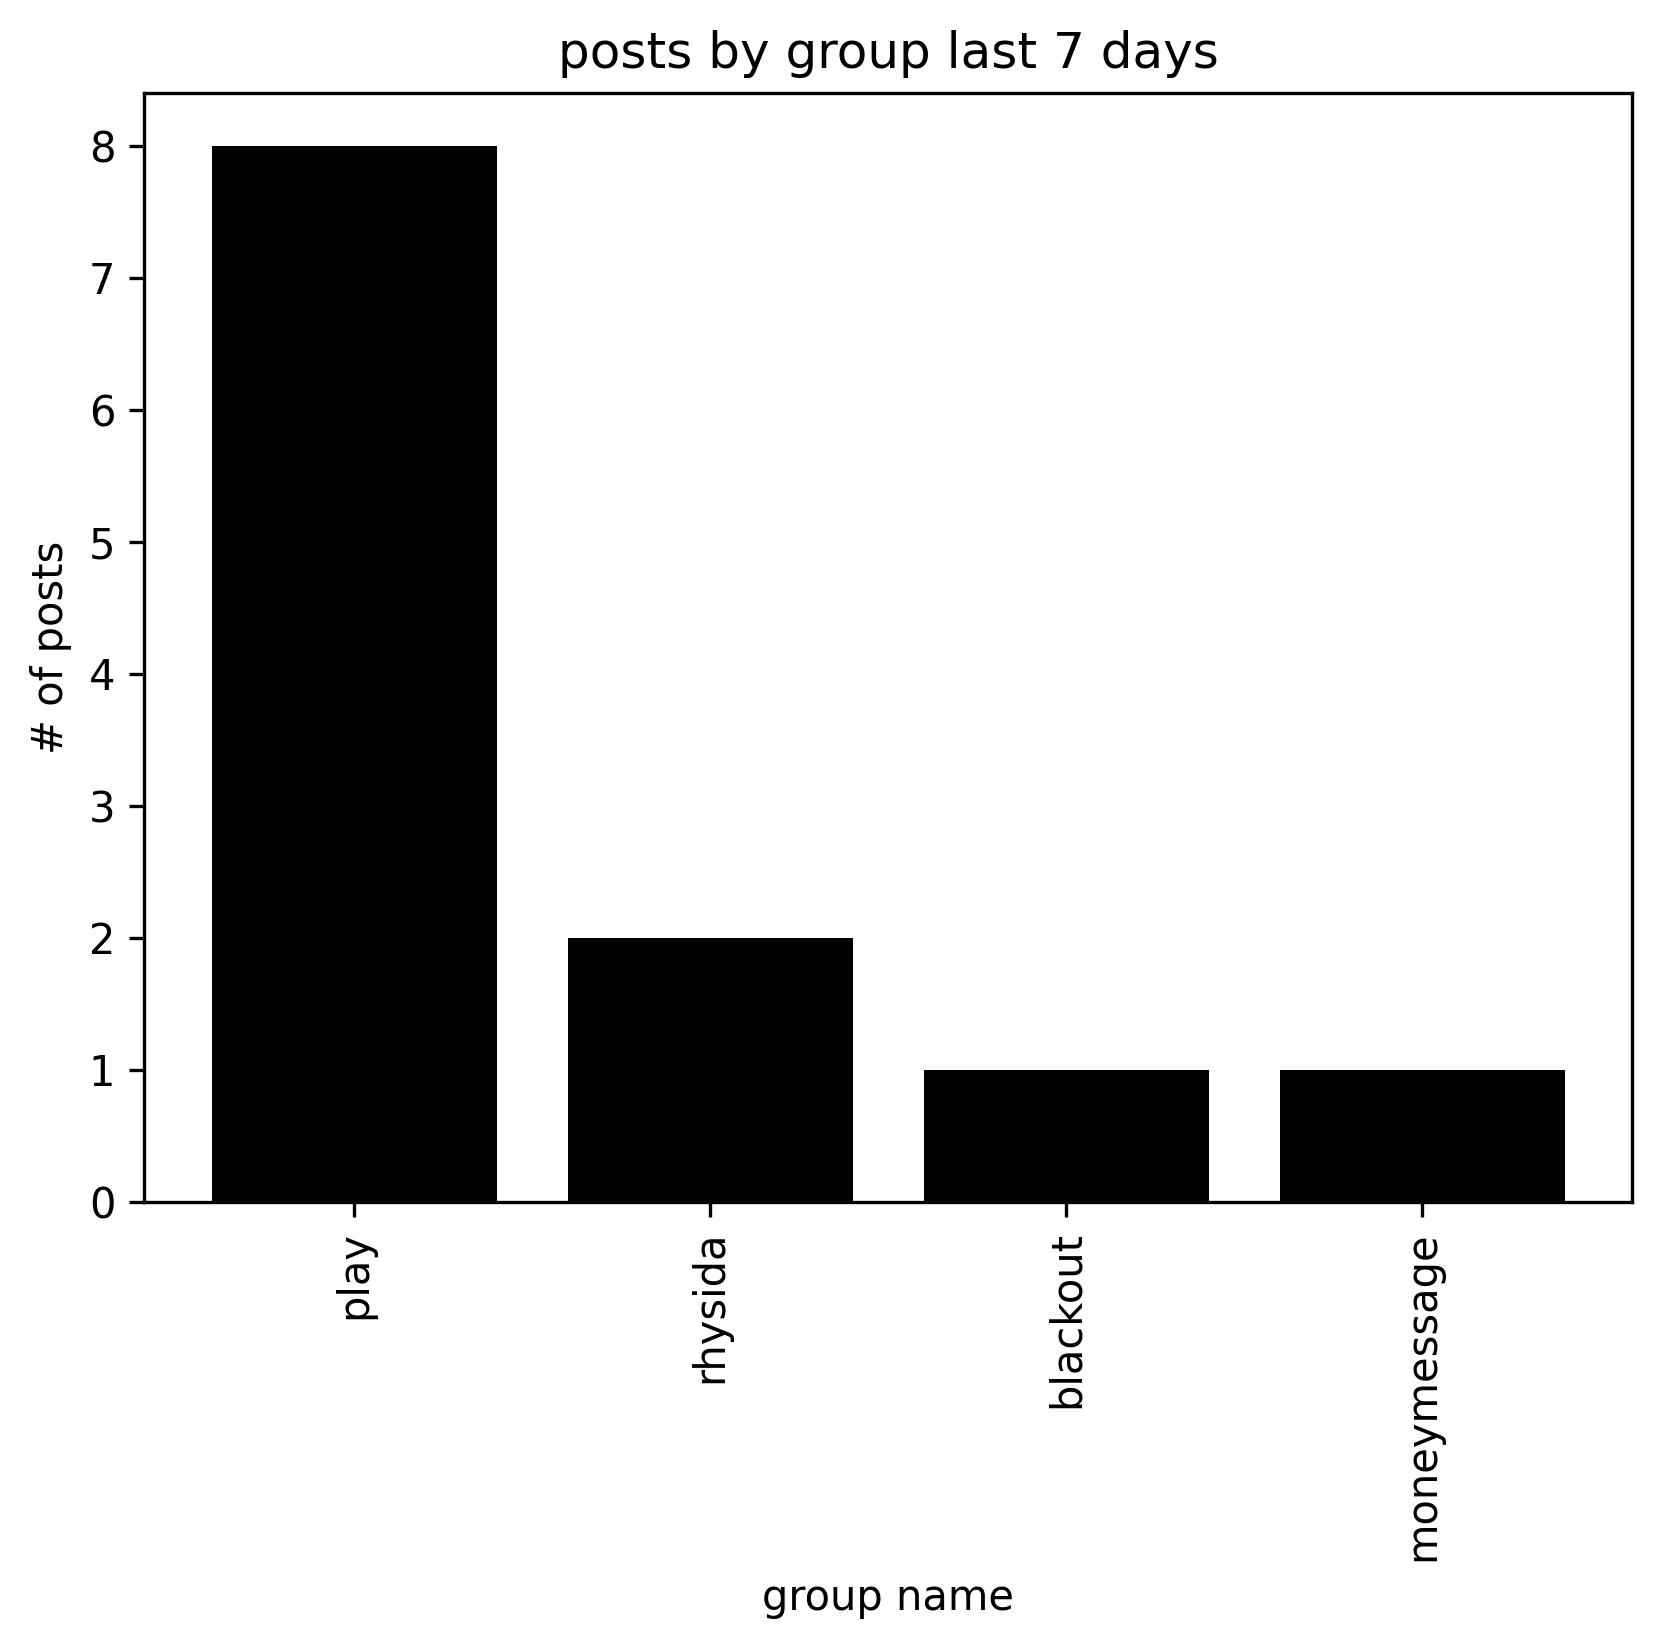 posts by group last 7 days
8
7
6
5
4
3
2
1
0
# of posts
play
rhysida
blackout
moneymessage
group name